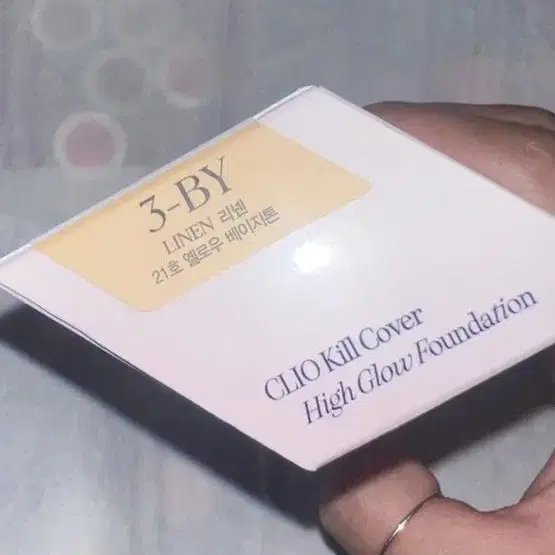 3-BY
LINEN 리넨
21호 옐로우 베이지톤
CLIO Kill Cover
High Glow Foundation